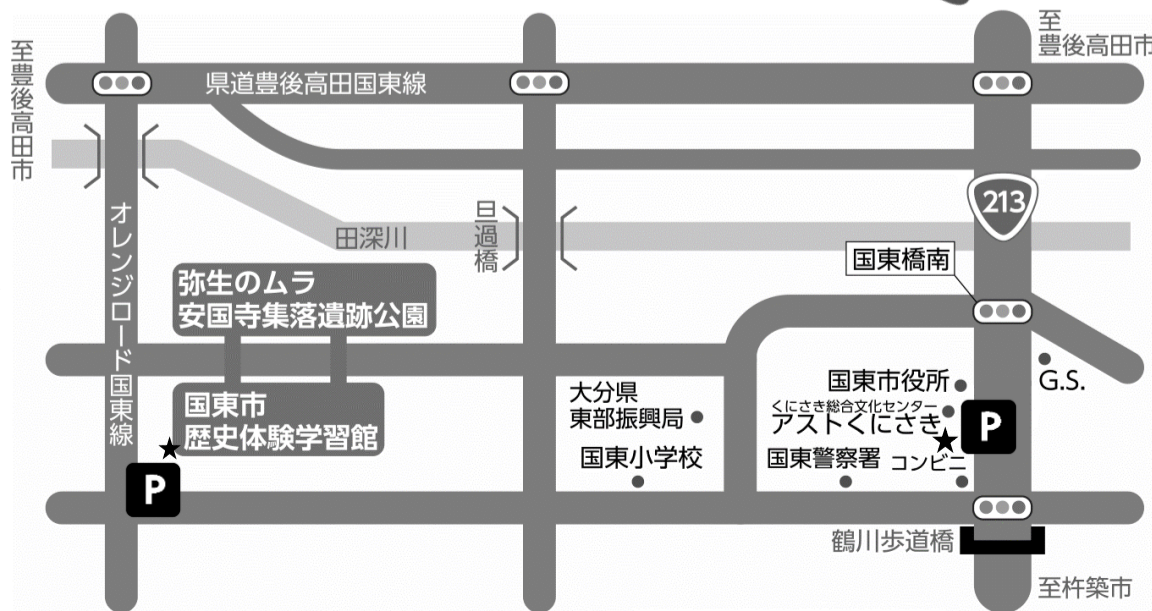 至
豊後高田市
至豊後高田市
県道豊後高田国東線
213
オレンジロード国東線
旦過橋
田深川
国東橋南
弥生のムラ
安国寺集落遺跡公園
国東市
歴史体験学習館
G.S.
大分県
東部振興局
国東市役所
くにさき総合文化センター
アストくにさき
P
国東小学校
国東警察署
コンビニ
P
鶴川歩道橋
至杵築市